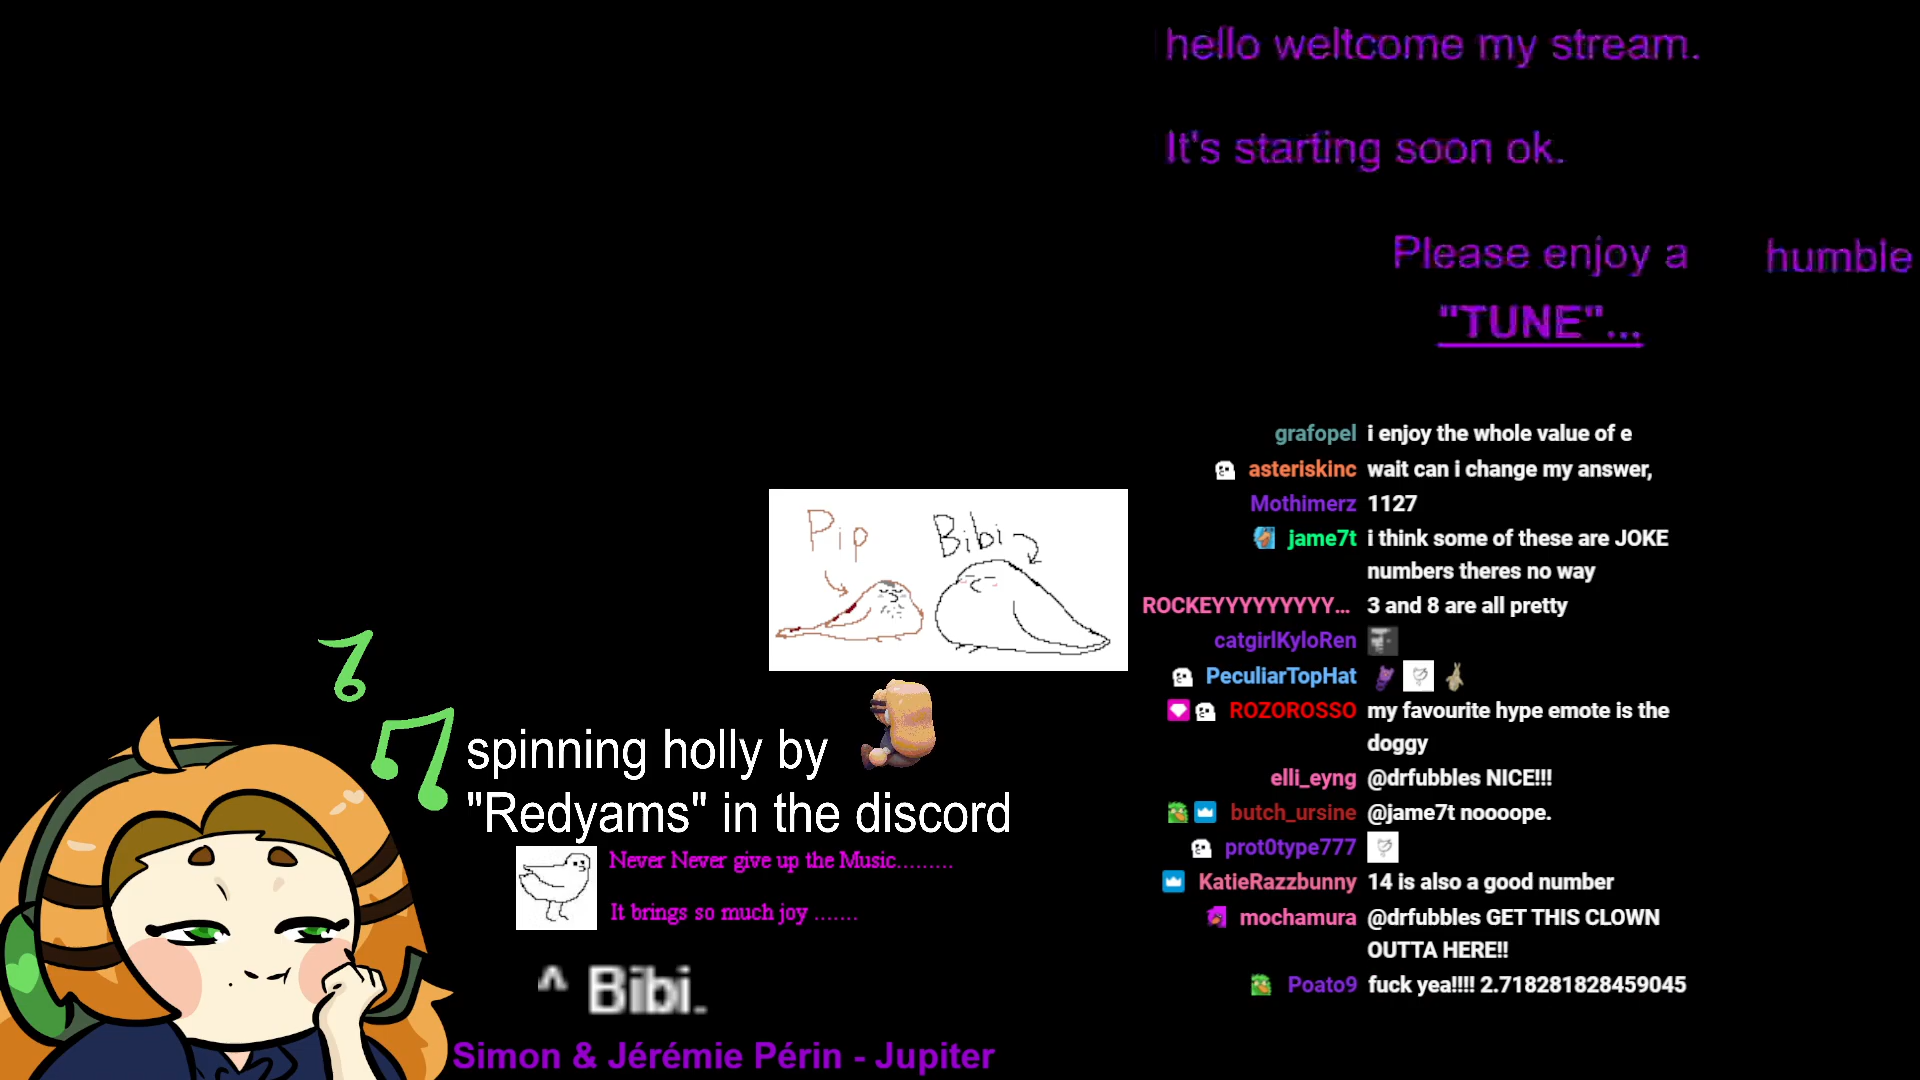 hello weltcome my stream.
It's starting soon ok.
Please enjoy a humble
"TUNE"...
Pip
Bibi
spinning holly by
"Redyams" in the discord
Never Never give up the Music.........
It brings so much joy .......
^ Bibi.
Simon & Jérémie Périn - Jupiter
grafopel i enjoy the whole value of e
asteriskinc wait can i change my answer,
Mothimerz 1127
jame7t i think some of these are JOKE
numbers theres no way
ROCKEYYYYYYYYY... 3 and 8 are all pretty
catgirlKyloRen
PeculiarTopHat
ROZOROSSO my favourite hype emote is the
doggy
elli_eyng @drfubbles NICE!!!
butch_ursine @jame7t noooope.
prot0type777
KatieRazzbunny 14 is also a good number
mochamura @drfubbles GET THIS CLOWN
OUTTA HERE!!
Poato9 fuck yea!!!! 2.718281828459045